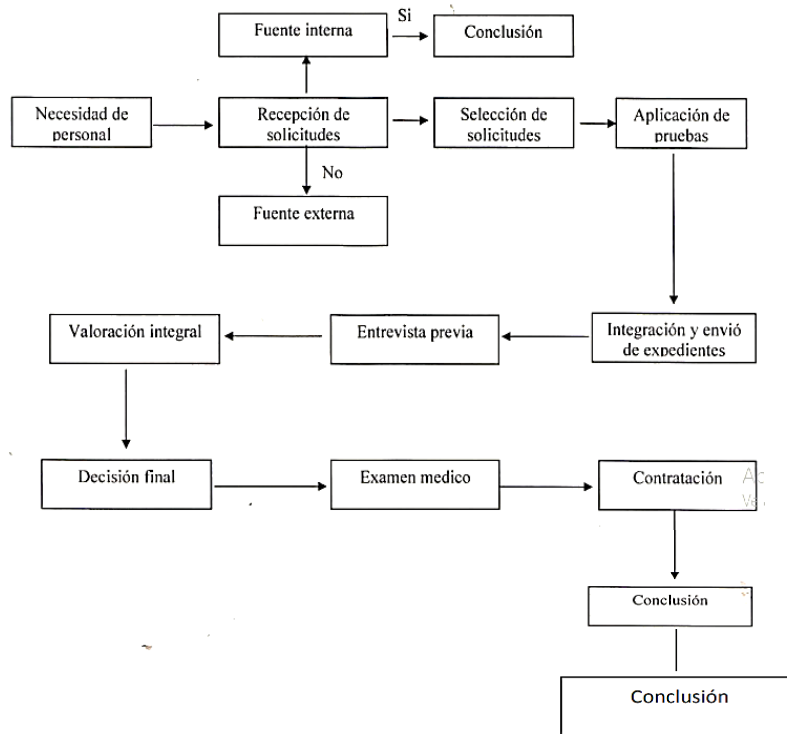 Si
Fuente interna
Conclusión
Necesidad de
personal
Recepción de
solicitudes
Selección de
solicitudes
Aplicación de
pruebas
No
Fuente externa
Valoración integral
Entrevista previa
Integración y envió
de expedientes
Decisión final
Examen medico
Contratación
Conclusión
Conclusión